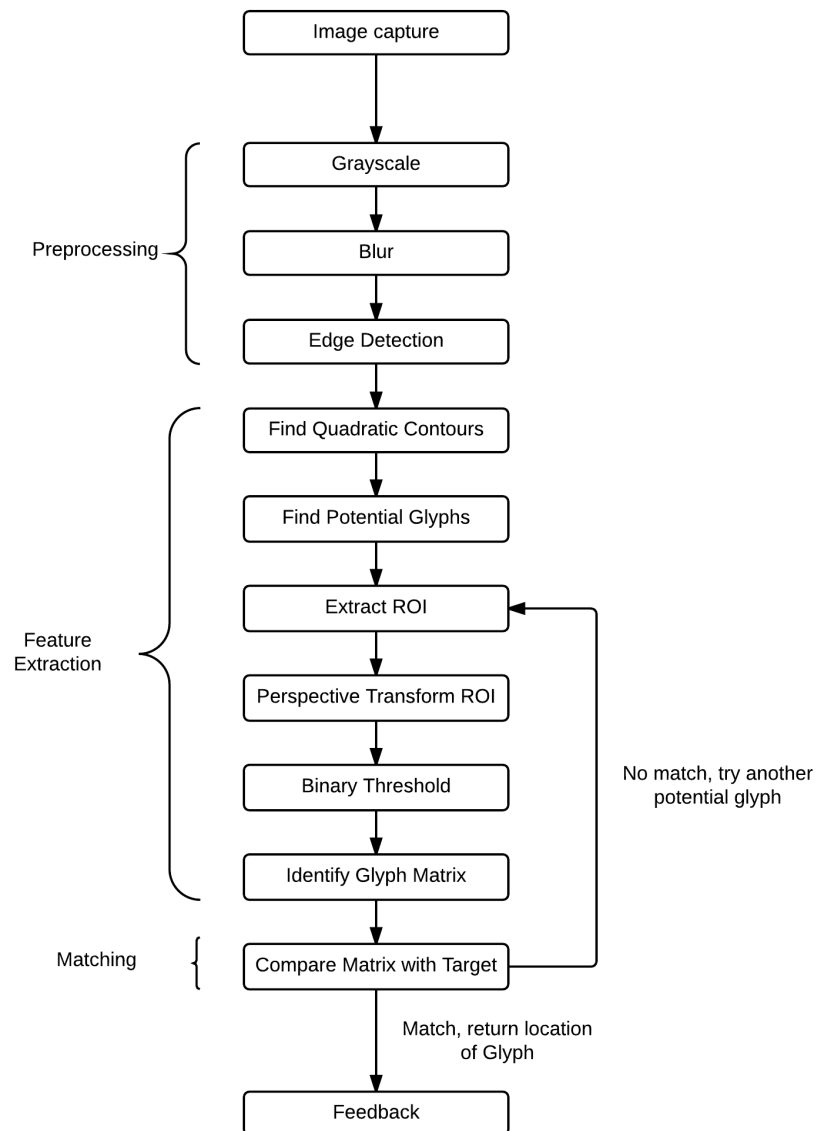 Image capture
Grayscale
Preprocessing
Blur
Edge Detection
Find Quadratic Contours
Find Potential Glyphs
Extract ROI
Feature
Extraction
Perspective Transform ROI
No match, try another
potential glyph
Binary Threshold
Identify Glyph Matrix
Matching
Compare Matrix with Target
Match, return location
of Glyph
Feedback